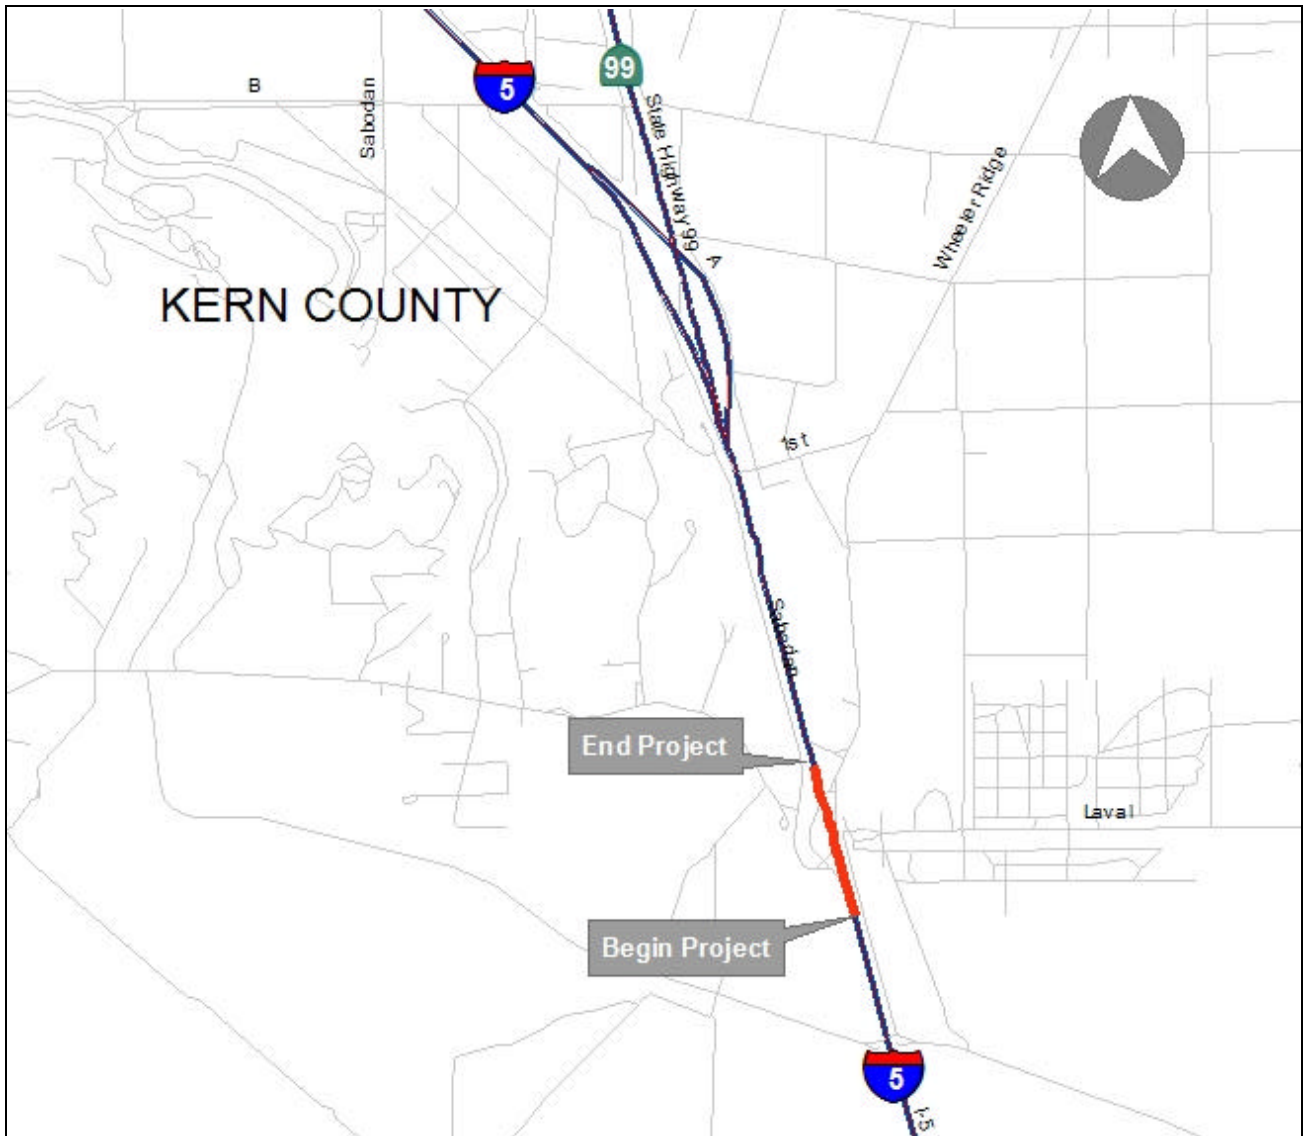 99
5
B
Sabodan
State Highway 99
A
Wheeler Ridge
KERN COUNTY
1st
Sabodan
End Project
Laval
Begin Project
5
I-5